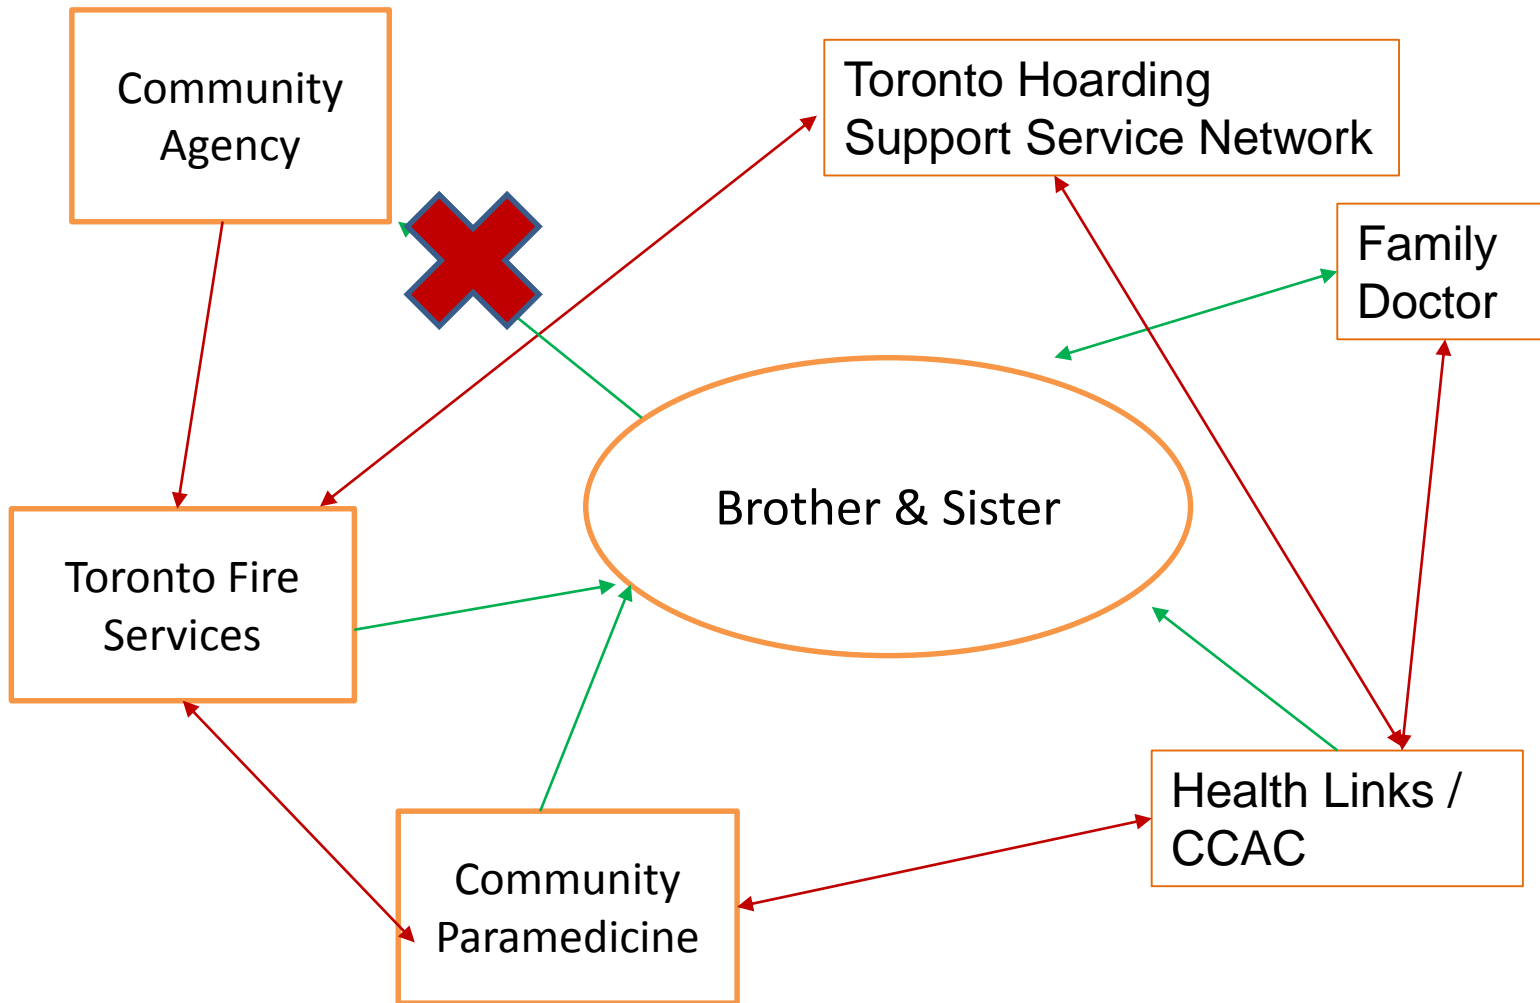 Community
Agency
Toronto Hoarding
Support Service Network
Family
Doctor
Brother & Sister
Toronto Fire
Services
Health Links /
CCAC
Community
Paramedicine